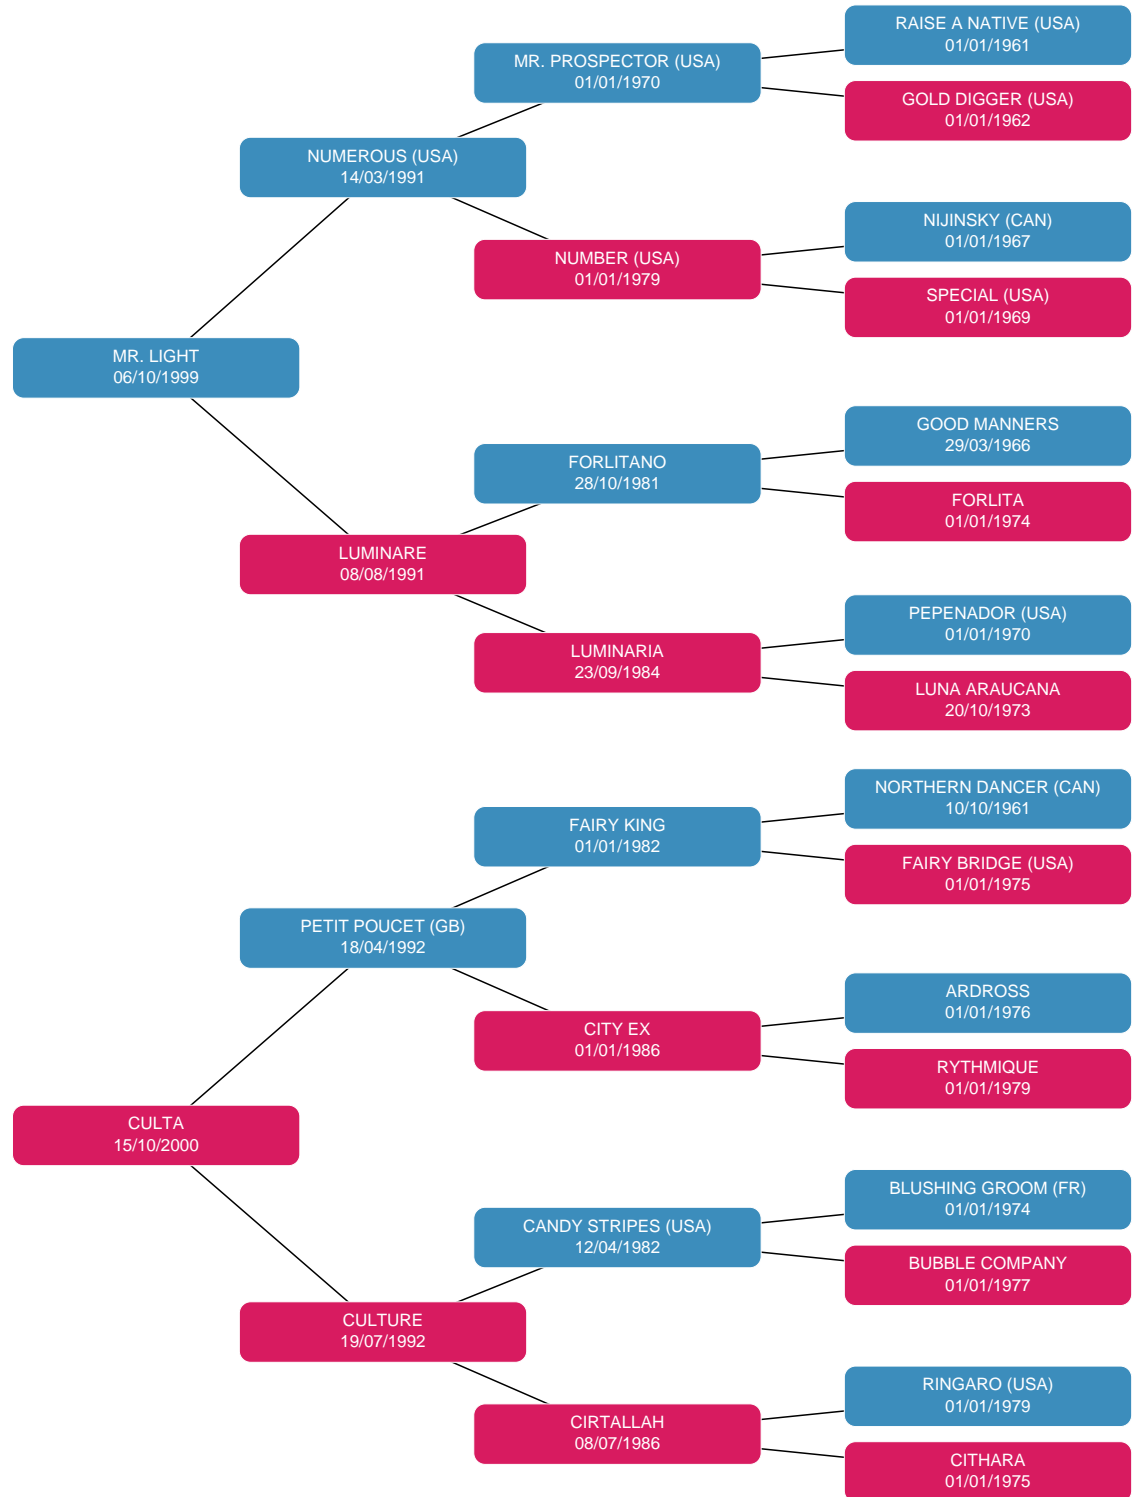 RAISE A NATIVE (USA)
01/01/1961
MR. PROSPECTOR (USA)
01/01/1970
GOLD DIGGER (USA)
01/01/1962
NUMEROUS (USA)
14/03/1991
NIJINSKY (CAN)
01/01/1967
NUMBER (USA)
01/01/1979
SPECIAL (USA)
01/01/1969
MR. LIGHT
06/10/1999
GOOD MANNERS
29/03/1966
FORLITANO
28/10/1981
FORLITA
01/01/1974
LUMINARE
08/08/1991
PEPENADOR (USA)
01/01/1970
LUMINARIA
23/09/1984
LUNA ARAUCANA
20/10/1973
NORTHERN DANCER (CAN)
10/10/1961
FAIRY KING
01/01/1982
FAIRY BRIDGE (USA)
01/01/1975
PETIT POUCET (GB)
18/04/1992
ARDROSS
01/01/1976
CITY EX
01/01/1986
RYTHMIQUE
01/01/1979
CULTA
15/10/2000
BLUSHING GROOM (FR)
01/01/1974
CANDY STRIPES (USA)
12/04/1982
BUBBLE COMPANY
01/01/1977
CULTURE
19/07/1992
RINGARO (USA)
01/01/1979
CIRTALLAH
08/07/1986
CITHARA
01/01/1975